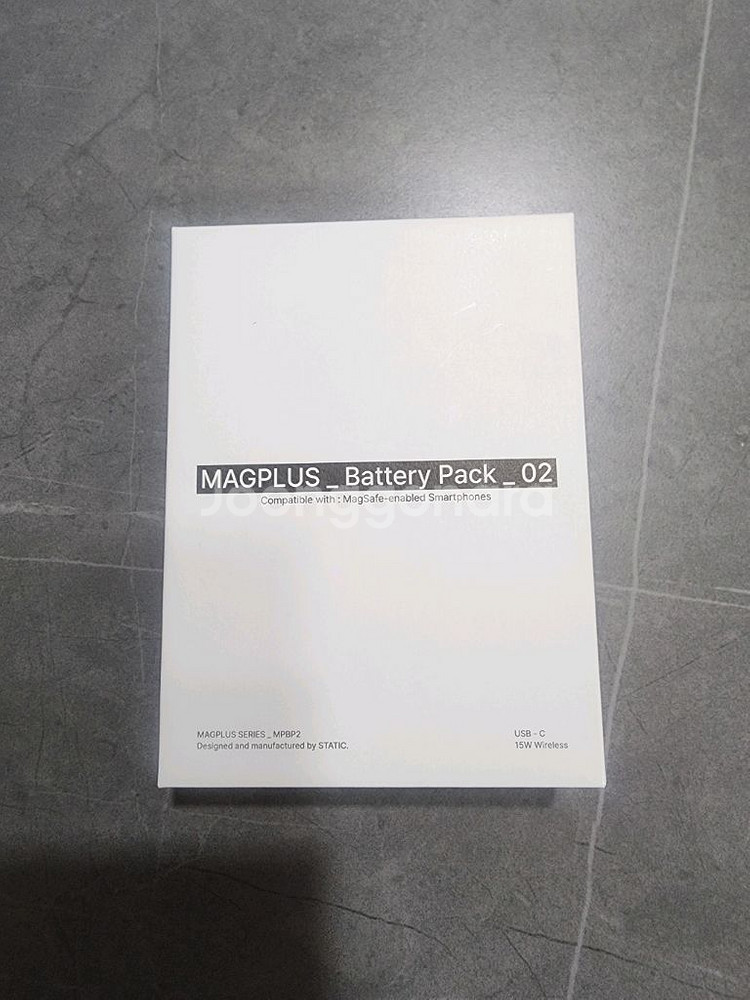 MAGPLUS _ Battery Pack _ 02
Compatible with : MagSafe-enabled Smartphones
Joonggonara
MAGPLUS SERIES _ MPBP2
Designed and manufactured by STATIC.
USB - C
15W Wireless